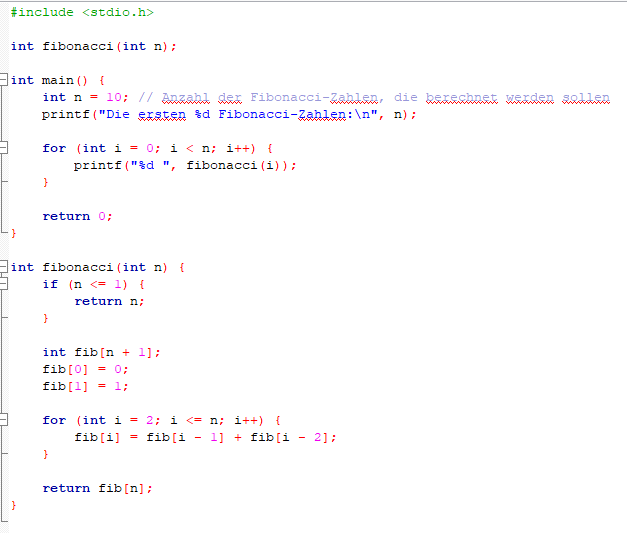 #include <stdio.h>
int fibonacci(int n);
int main() {
int n = 10; // Anzahl der Fibonacci-Zahlen, die berechnet werden sollen
printf("Die ersten %d Fibonacci-Zahlen:\n", n);
for (int i = 0; i < n; i++) {
printf("%d ", fibonacci(i));
}
return 0;
}
int fibonacci(int n) {
if (n <= 1) {
return n;
}
int fib[n + 1];
fib[0] = 0;
fib[1] = 1;
for (int i = 2; i <= n; i++) {
fib[i] = fib[i - 1] + fib[i - 2];
}
return fib[n];
}